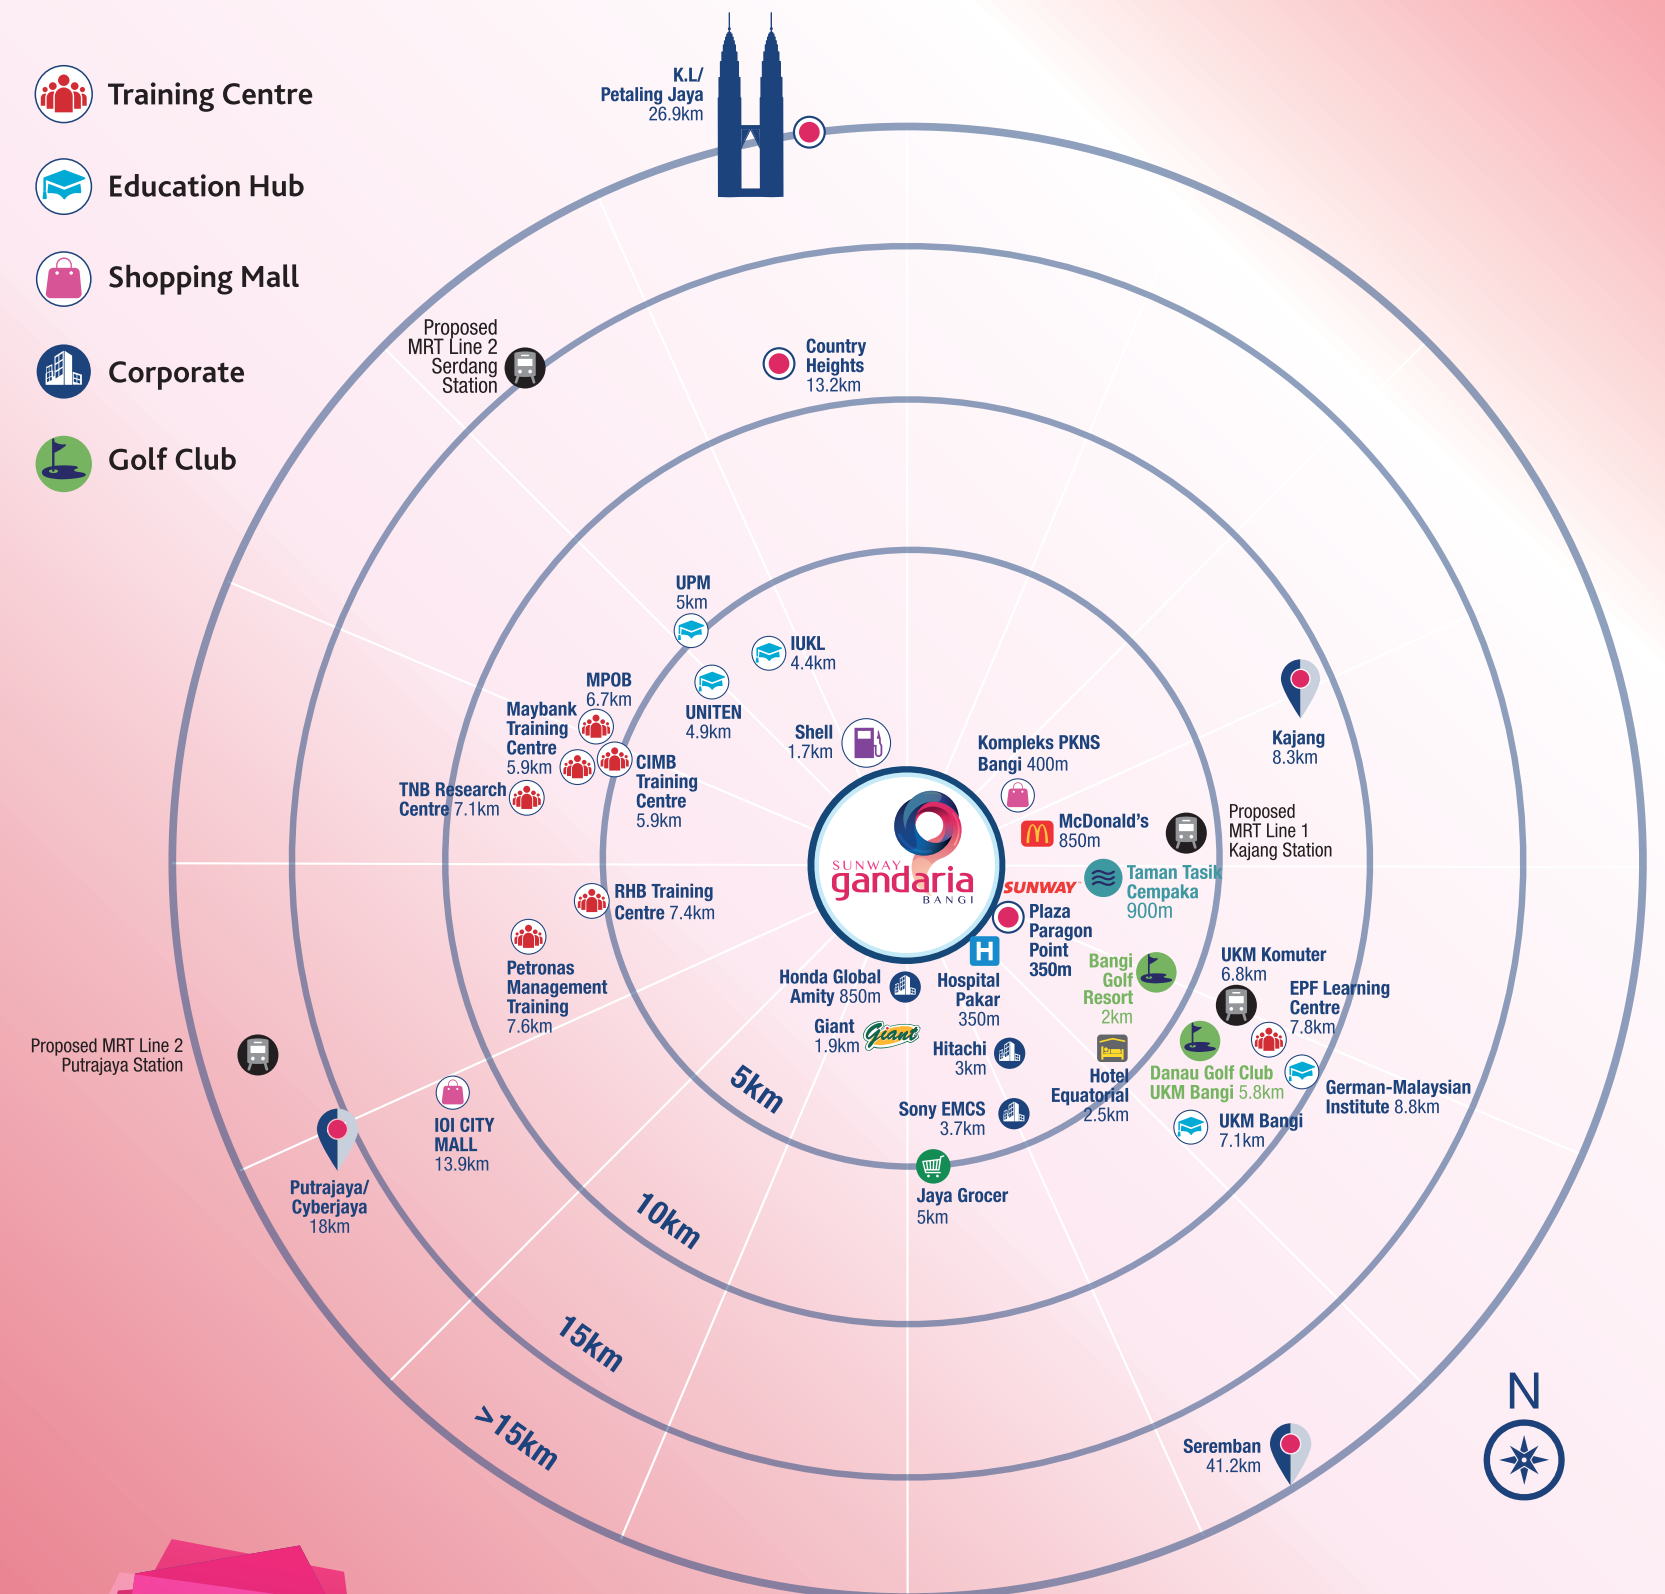 Training Centre
Education Hub
Shopping Mall
Corporate
Golf Club
K.L/
Petaling Jaya
26.9km
Proposed
MRT Line 2
Serdang
Station
Country
Heights
13.2km
UPM
5km
IUKL
4.4km
UNITEN
4.9km
MPOB
6.7km
Maybank
Training
Centre
5.9km
CIMB
Training
Centre
5.9km
TNB Research
Centre 7.1km
Shell
1.7km
Kompleks PKNS
Bangi 400m
McDonald's
850m
Kajang
8.3km
Proposed
MRT Line 1
Kajang Station
SUNWAY
gandaria
BANGI
SUNWAY
Taman Tasik
Cempaka
900m
Plaza
Paragon
Point
350m
H
Hospital
Pakar
350m
RHB Training
Centre 7.4km
Petronas
Management
Training
7.6km
Honda Global
Amity 850m
Giant
1.9km
Giant
Hitachi
3km
Sony EMCS
3.7km
Jaya Grocer
5km
Bangi
Golf
Resort
2km
Hotel
Equatorial
2.5km
UKM Komuter
6.8km
EPF Learning
Centre
7.8km
Danau Golf Club
UKM Bangi 5.8km
German-Malaysian
Institute 8.8km
UKM Bangi
7.1km
Proposed MRT Line 2
Putrajaya Station
IOI CITY
MALL
13.9km
Putrajaya/
Cyberjaya
18km
5km
10km
15km
>15km
Seremban
41.2km
N